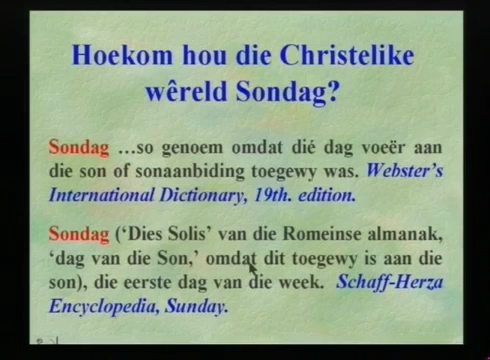 Hoekom hou die Christelike
wêreld Sondag?
Sondag ...so genoem omdat dié dag voeër aan
die son of sonaanbiding toegewy was. Webster's
International Dictionary, 19th. edition.
Sondag ('Dies Solis' van die Romeinse almanak,
'dag van die Son,' omdat dit toegewy is aan die
son), die eerste dag van die week. Schaff-Herza
Encyclopedia, Sunday.